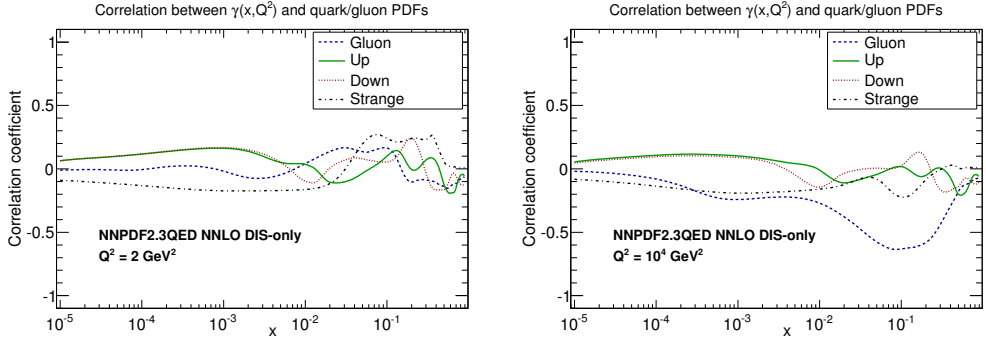 Correlation between γ(x,Q²) and quark/gluon PDFs
Correlation coefficient
1
0.5
0
-0.5
-1
Gluon
Up
Down
Strange
NNPDF2.3QED NNLO DIS-only
Q² = 2 GeV²
10⁻⁵
10⁻⁴
10⁻³
10⁻²
10⁻¹
x
Correlation between γ(x,Q²) and quark/gluon PDFs
Correlation coefficient
1
0.5
0
-0.5
-1
Gluon
Up
Down
Strange
NNPDF2.3QED NNLO DIS-only
Q² = 10⁴ GeV²
10⁻⁵
10⁻⁴
10⁻³
10⁻²
10⁻¹
x